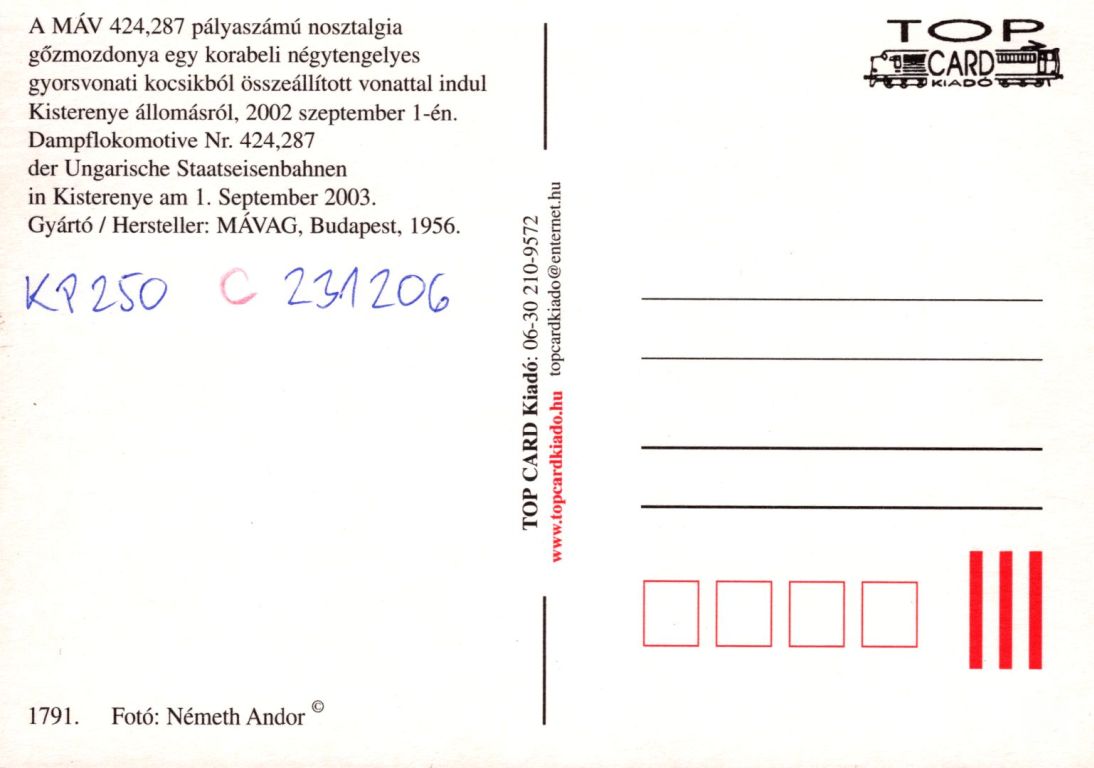 A MÁV 424,287 pályaszámú nosztalgia
gőzmozdonya egy korabeli négytengelyes
gyorsvonati kocsikból összeállított vonattal indul
Kisterenye állomásról, 2002 szeptember 1-én.
Dampflokomotive Nr. 424,287
der Ungarische Staatseisenbahnen
in Kisterenye am 1. September 2003.
Gyártó / Hersteller: MÁVAG, Budapest, 1956.
KP250 C 231206
1791. Fotó: Németh Andor ©
TOP CARD Kiadó: 06-30 210-9572
www.topcardkiado.hu topcardkiado@enternet.hu
TOP
CARD
KIADÓ